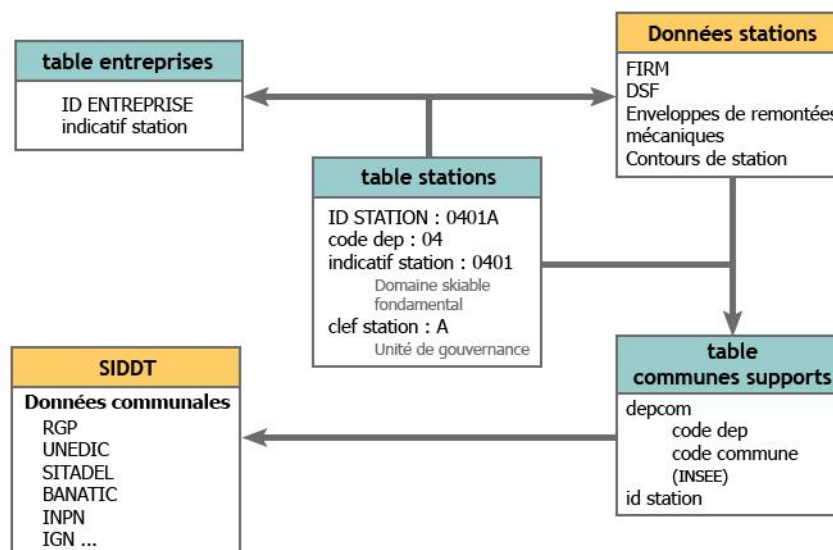 table entreprises
ID ENTREPRISE
indicatif station
Données stations
FIRM
DSF
Enveloppes de remontées
mécaniques
Contours de station
table stations
ID STATION : 0401A
code dep : 04
indicatif station : 0401
Domaine skiable
fondamental
clef station : A
Unité de gouvernance
SIDDT
Données communales
RGP
UNEDIC
SITADEL
BANATIC
INPN
IGN ...
table
communes supports
depcom
code dep
code commune
(INSEE)
id station